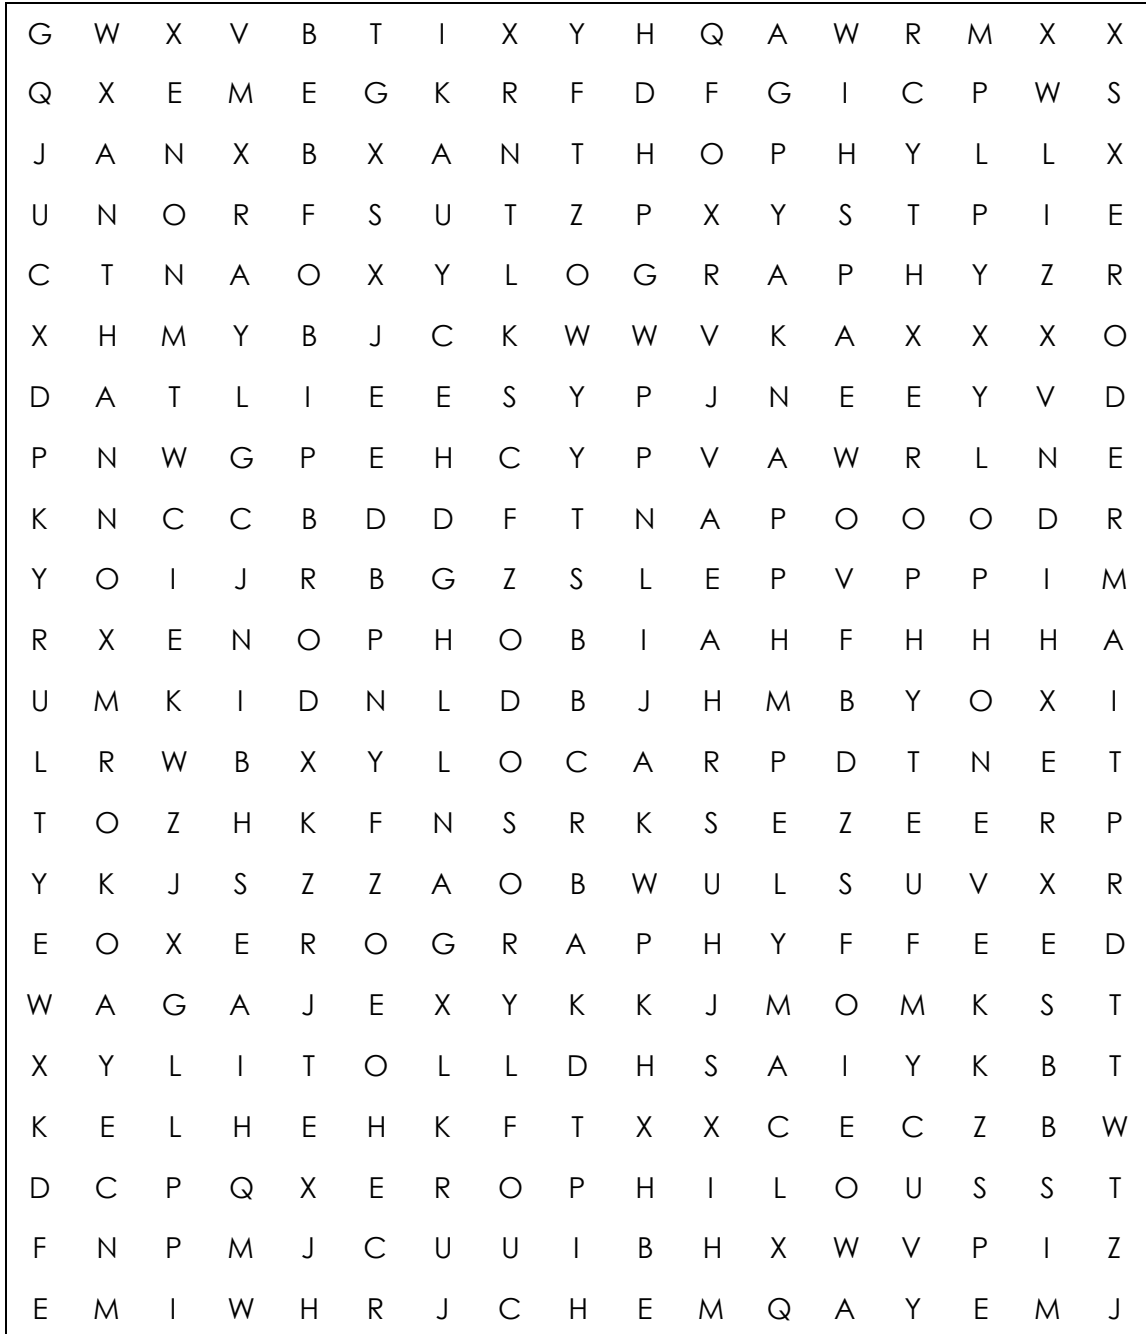 G W X V B T I X Y H Q A W R M X X
Q X E M E G K R F D F G I C P W S
J A N X B X A N T H O P H Y L L X
U N O R F S U T Z P X Y S T P I E
C T N A O X Y L O G R A P H Y Z R
X H M Y B J C K W W V K A X X X O
D A T L I E E S Y P J N E E Y V D
P N W G P E H C Y P V A W R L N E
K N C C B D D F T N A P O O O D R
Y O I J R B G Z S L E P V P P I M
R X E N O P H O B I A H F H H H A
U M K I D N L D B J H M B Y O X I
L R W B X Y L O C A R P D T N E T
T O Z H K F N S R K S E Z E E R P
Y K J S Z Z A O B W U L S U V X R
E O X E R O G R A P H Y F F E E D
W A G A J E X Y K K J M O M K S T
X Y L I T O L L D H S A I Y K B T
K E L H E H K F T X X C E C Z B W
D C P Q X E R O P H I L O U S S T
F N P M J C U U I B H X W V P I Z
E M I W H R J C H E M Q A Y E M J